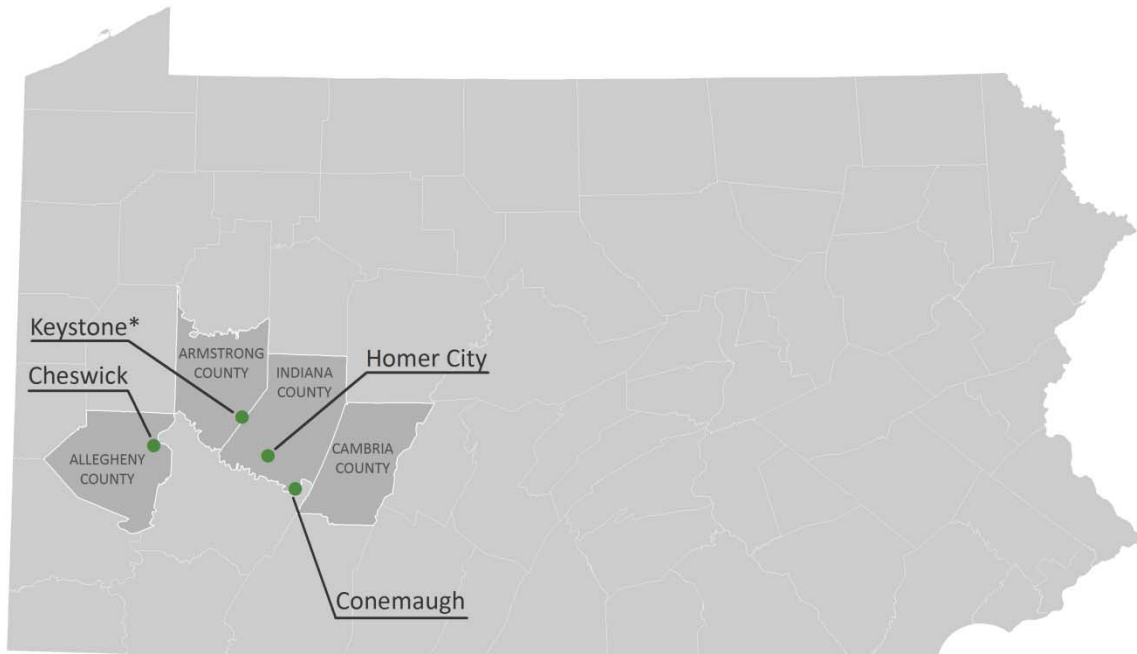 Keystone*
Cheswick
ARMSTRONG
COUNTY
INDIANA
COUNTY
Homer City
ALLEGHENY
COUNTY
CAMBRIA
COUNTY
Conemaugh